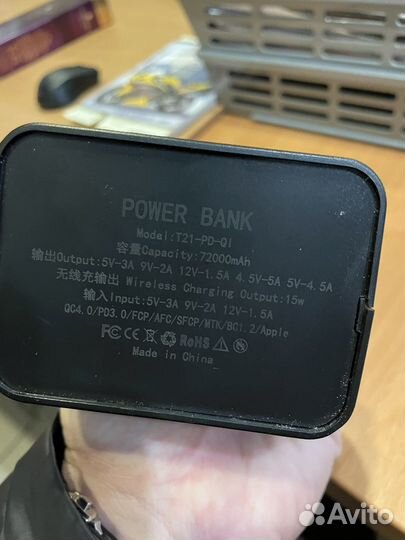 POWER BANK
Model:T21-PD-QI
容量Capacity:72000mAh
输出Output:5V-3A 9V-2A 12V-1.5A 4.5V-5A 5V-4.5A
无线充输出 Wireless Charging Output:15w
输入Input:5V-3A 9V-2A 12V-1.5A
QC4.0/PD3.0/FCP/AFC/SFCP/MTK/BC1.2/Apple
FC CE RoHS
Made in China
Avito